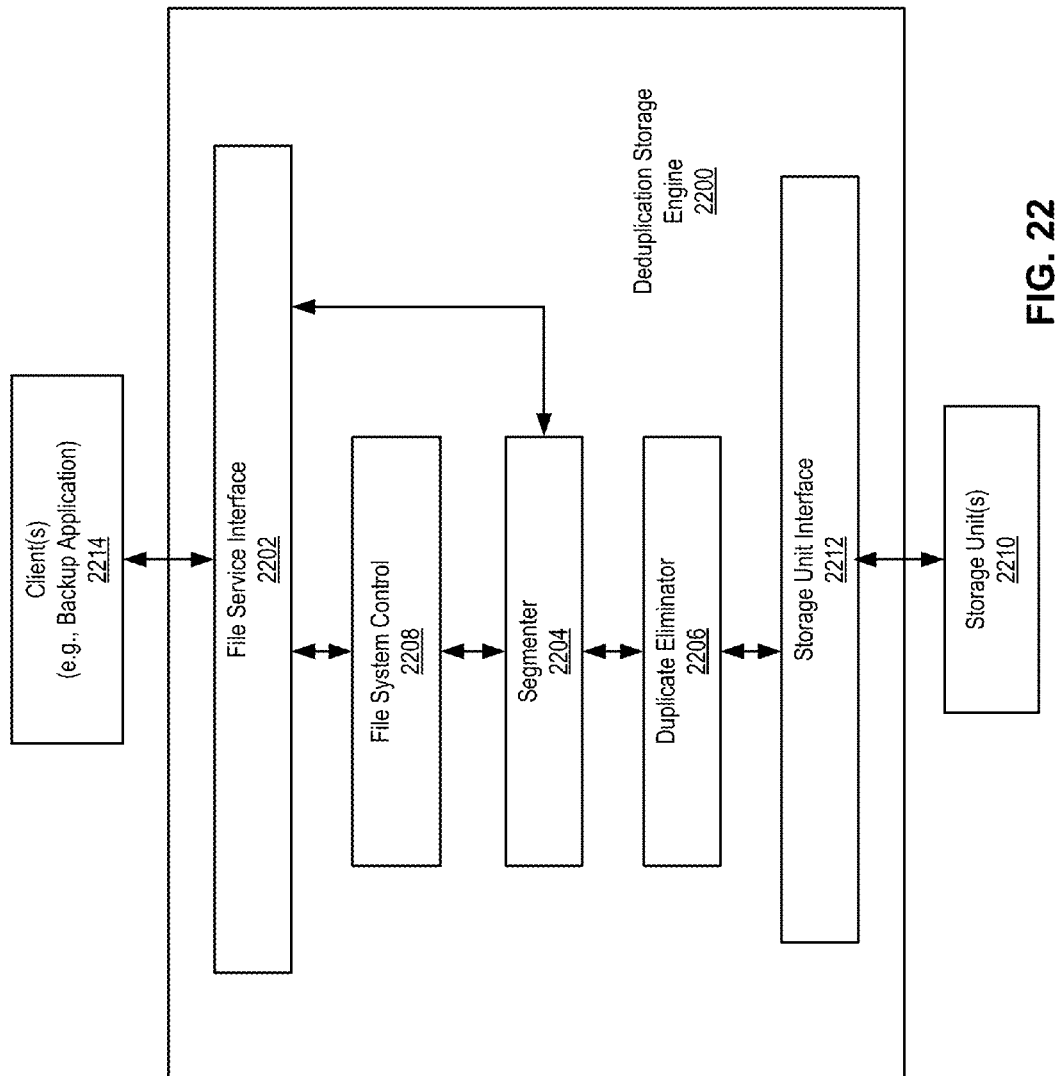 Client(s)
(e.g., Backup Application)
2214
File Service Interface
2202
File System Control
2208
Segmenter
2204
Duplicate Eliminator
2206
Deduplication Storage
Engine
2200
Storage Unit Interface
2212
Storage Unit(s)
2210
FIG. 22